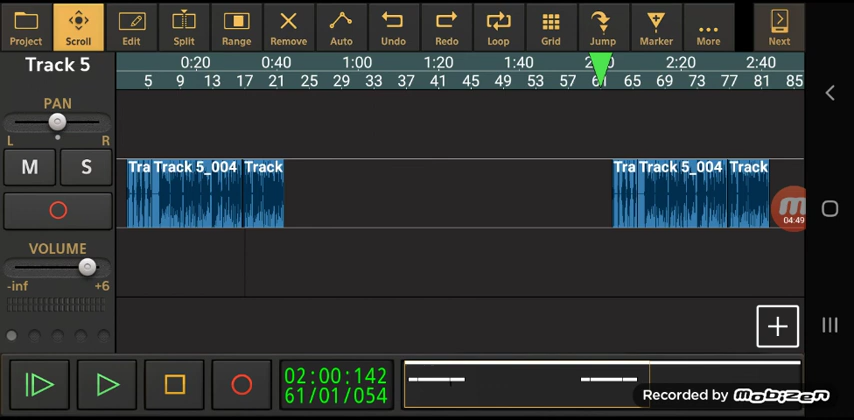 Project Scroll Edit Split Range Remove Auto Undo Redo Loop Grid Jump Marker More Next
Track 5
0:20 0:40 1:00 1:20 1:40 2:20 2:40
5 9 13 17 21 25 29 33 37 41 45 49 53 57 61 65 69 73 77 81 85
PAN
L R
M S
Tra Track 5_004 Track Tra Track 5_004 Track
04:49
VOLUME
-inf +6
02:00:142
61/01/054
Recorded by mobizen